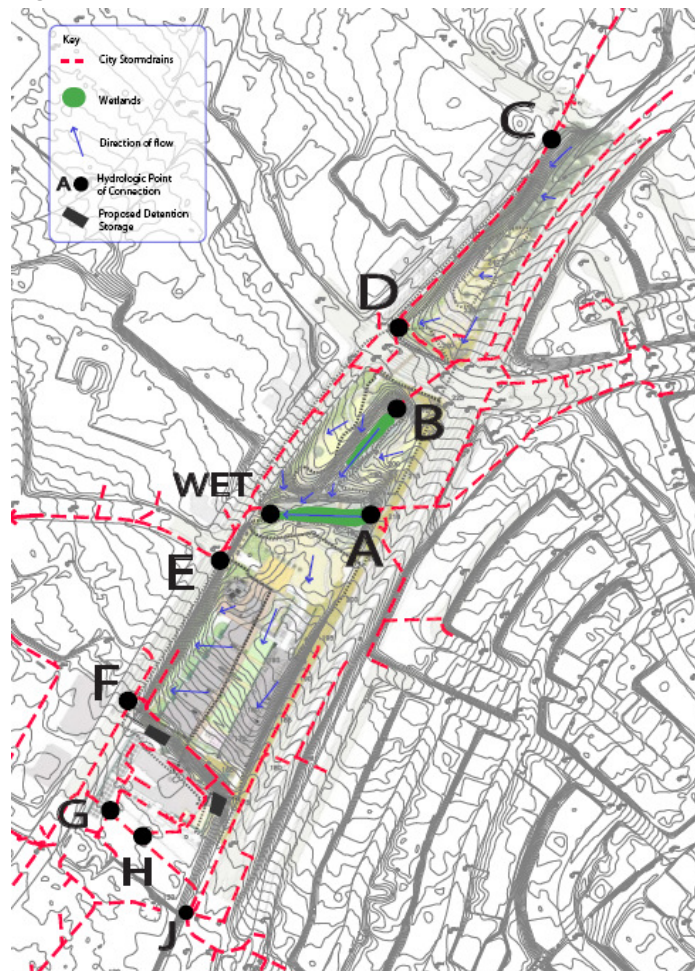 Key
City Stormdrains
Wetlands
Direction of flow
A Hydrologic Point
of Connection
Proposed Detention
Storage
C
D
B
WET
A
E
F
G
H
J